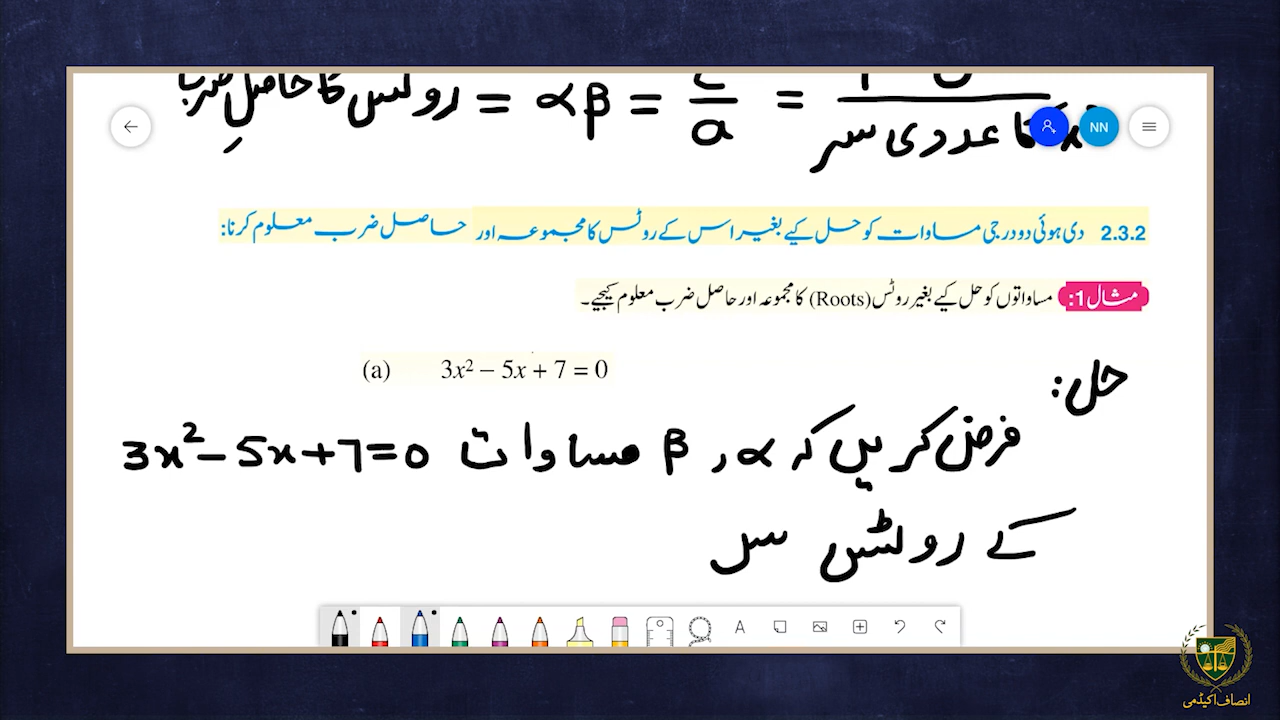 روٹس کا حاصلِ ضرب = αβ = c/a =
کا عددی سر
NN
2.3.2 دی ہوئی دو درجی مساوات کو حل کیے بغیر اس کے روٹس کا مجموعہ اور حاصل ضرب معلوم کرنا:
مثال 1: مساواتوں کو حل کیے بغیر روٹس (Roots) کا مجموعہ اور حاصل ضرب معلوم کیجیے۔
(a) 3x² – 5x + 7 = 0
حل:
فرض کریں کہ α ، β مساوات 3x²–5x+7=0
کے روٹس
A
انصاف اکیڈمی